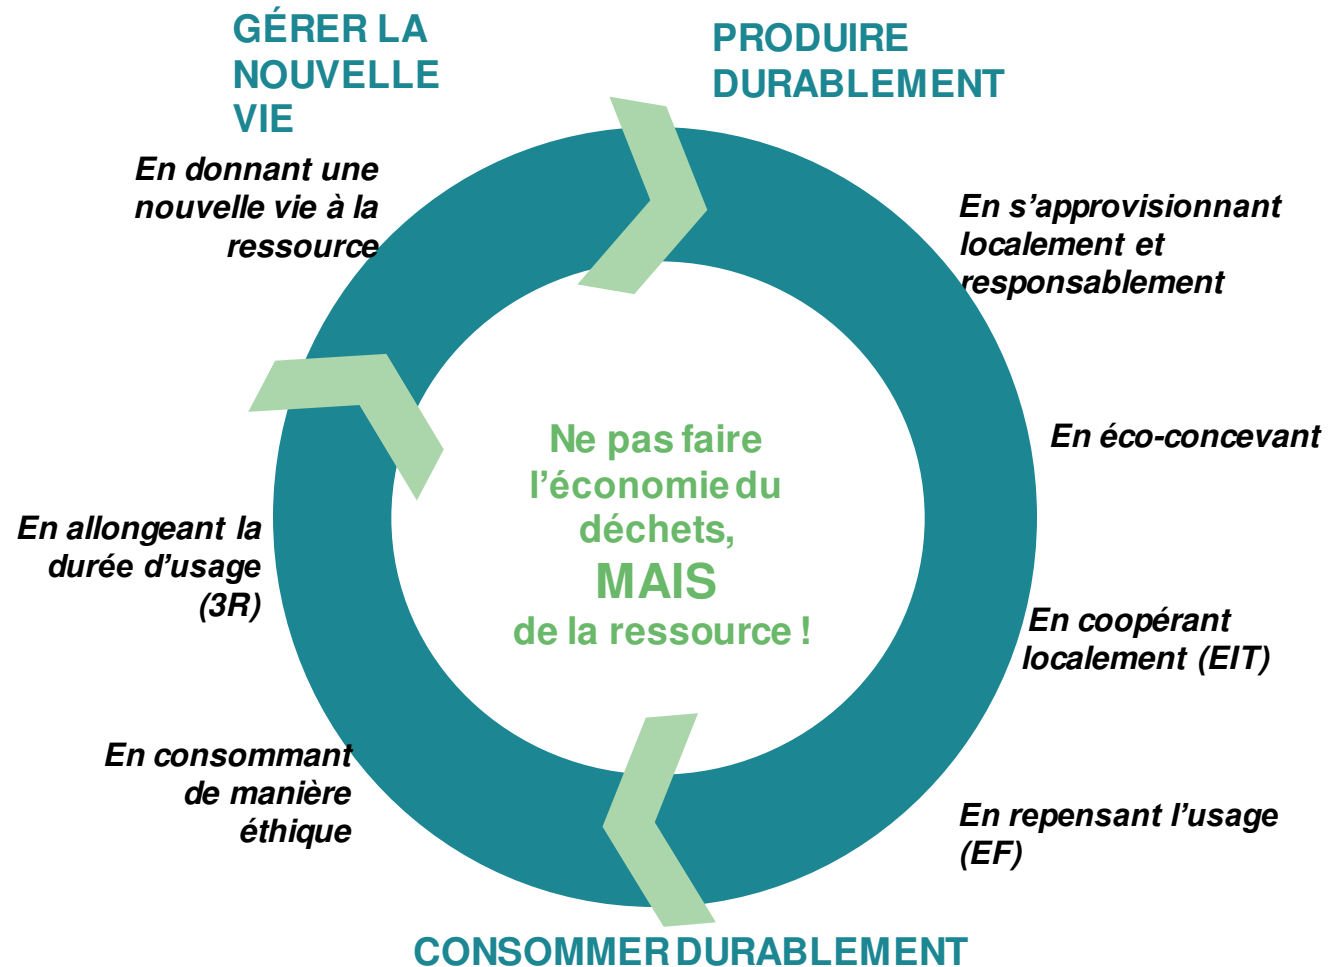 GÉRER LA
NOUVELLE
VIE
En donnant une
nouvelle vie à la
ressource
PRODUIRE
DURABLEMENT
En s’approvisionnant
localement et
responsablement
En éco-concevant
En coopérant
localement (EIT)
En repensant l’usage
(EF)
CONSOMMER DURABLEMENT
En consommant
de manière
éthique
En allongeant la
durée d’usage
(3R)
Ne pas faire
l’économie du
déchets,
MAIS
de la ressource !